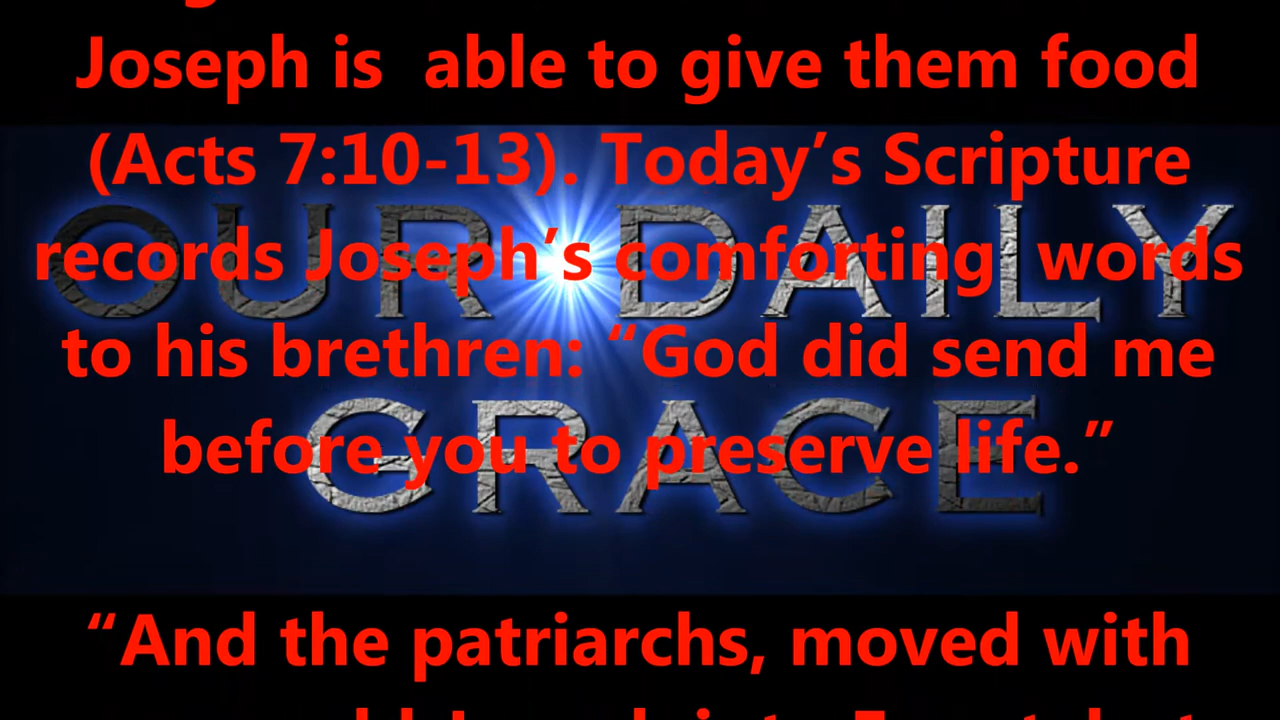 Joseph is  able to give them food
(Acts 7:10-13). Today’s Scripture
OUR DAILY
records Joseph’s comforting  words
to his brethren: “God did send me
GRACE
before you to preserve life.”
“And the patriarchs, moved with